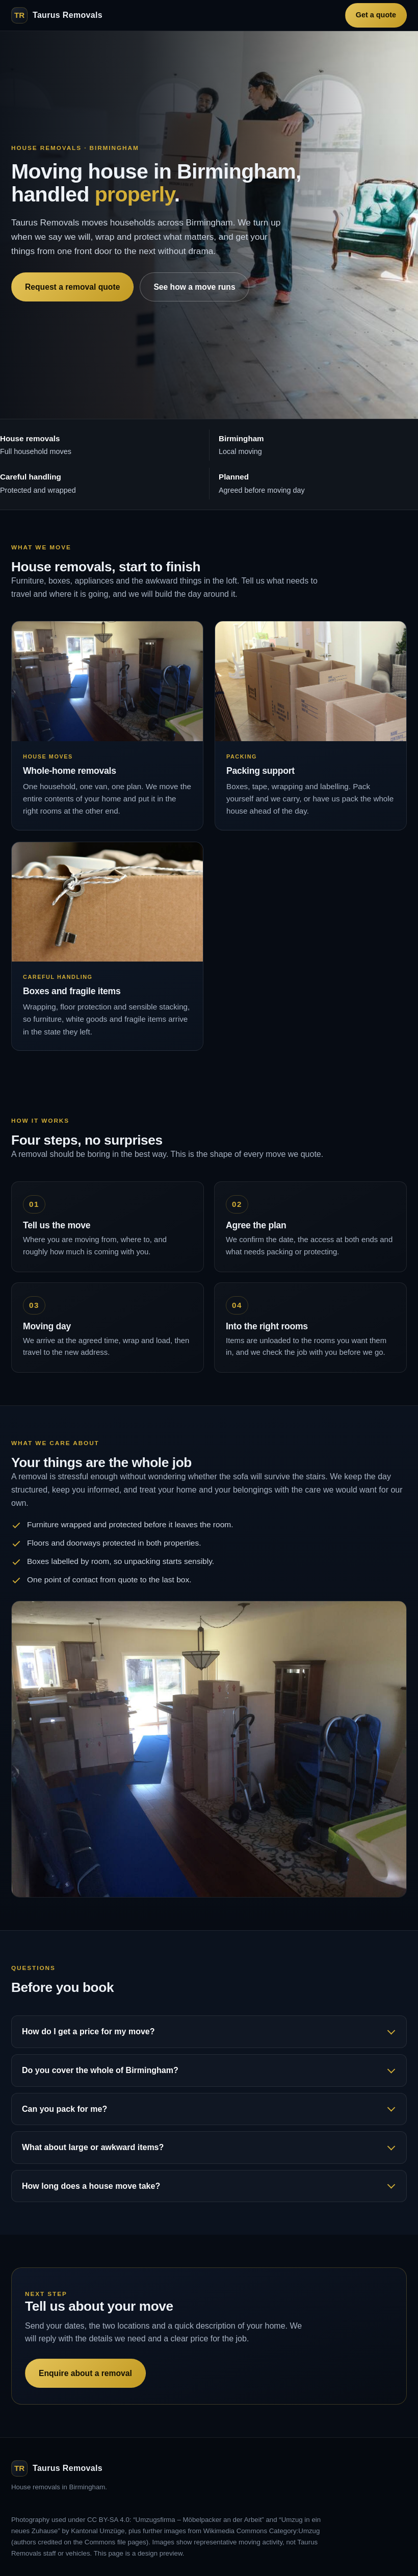 TR Taurus Removals
Get a quote
HOUSE REMOVALS · BIRMINGHAM
Moving house in Birmingham,
handled properly.
Taurus Removals moves households across Birmingham. We turn up
when we say we will, wrap and protect what matters, and get your
things from one front door to the next without drama.
Request a removal quote
See how a move runs
House removals
Full household moves
Birmingham
Local moving
Careful handling
Protected and wrapped
Planned
Agreed before moving day
WHAT WE MOVE
House removals, start to finish
Furniture, boxes, appliances and the awkward things in the loft. Tell us what needs to
travel and where it is going, and we will build the day around it.
HOUSE MOVES
Whole-home removals
One household, one van, one plan. We move the
entire contents of your home and put it in the
right rooms at the other end.
PACKING
Packing support
Boxes, tape, wrapping and labelling. Pack
yourself and we carry, or have us pack the whole
house ahead of the day.
CAREFUL HANDLING
Boxes and fragile items
Wrapping, floor protection and sensible stacking,
so furniture, white goods and fragile items arrive
in the state they left.
HOW IT WORKS
Four steps, no surprises
A removal should be boring in the best way. This is the shape of every move we quote.
01
Tell us the move
Where you are moving from, where to, and
roughly how much is coming with you.
02
Agree the plan
We confirm the date, the access at both ends and
what needs packing or protecting.
03
Moving day
We arrive at the agreed time, wrap and load, then
travel to the new address.
04
Into the right rooms
Items are unloaded to the rooms you want them
in, and we check the job with you before we go.
WHAT WE CARE ABOUT
Your things are the whole job
A removal is stressful enough without wondering whether the sofa will survive the stairs. We keep the day
structured, keep you informed, and treat your home and your belongings with the care we would want for our
own.
Furniture wrapped and protected before it leaves the room.
Floors and doorways protected in both properties.
Boxes labelled by room, so unpacking starts sensibly.
One point of contact from quote to the last box.
QUESTIONS
Before you book
How do I get a price for my move?
Do you cover the whole of Birmingham?
Can you pack for me?
What about large or awkward items?
How long does a house move take?
NEXT STEP
Tell us about your move
Send your dates, the two locations and a quick description of your home. We
will reply with the details we need and a clear price for the job.
Enquire about a removal
TR Taurus Removals
House removals in Birmingham.
Photography used under CC BY-SA 4.0: "Umzugsfirma – Möbelpacker an der Arbeit" and "Umzug in ein
neues Zuhause" by Kantonal Umzüge, plus further images from Wikimedia Commons Category:Umzug
(authors credited on the Commons file pages). Images show representative moving activity, not Taurus
Removals staff or vehicles. This page is a design preview.